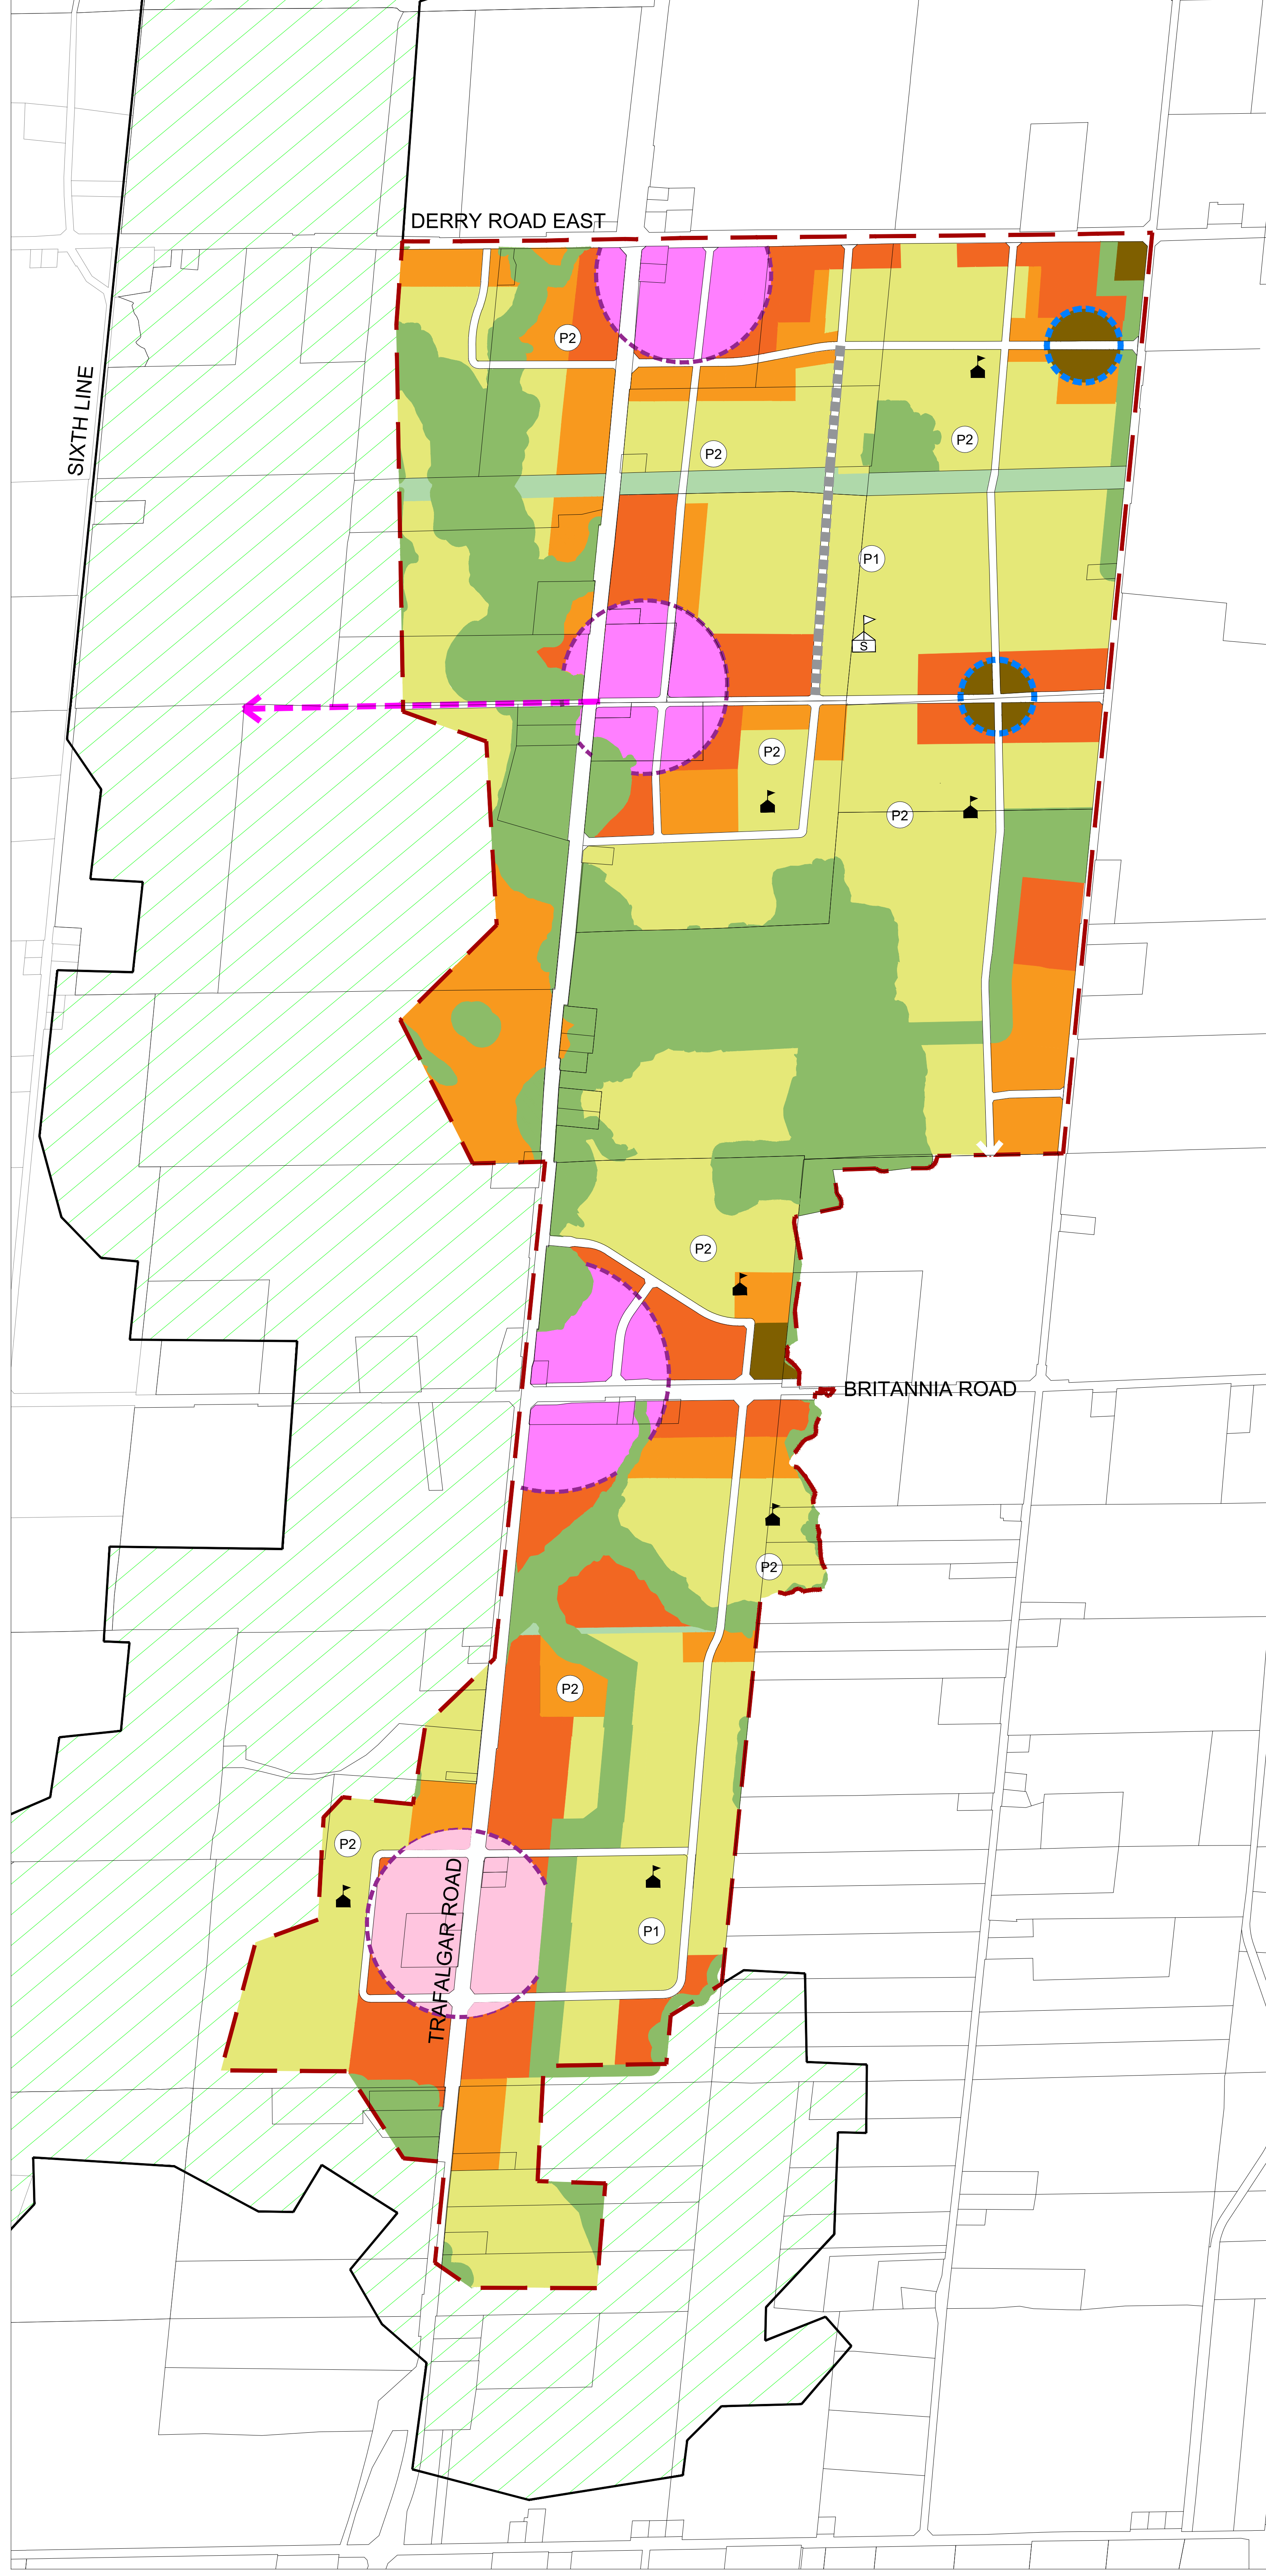 DERRY ROAD EAST
P2
SIXTH LINE
P2
P2
P1
S
P2
P2
P2
BRITANNIA ROAD
P2
P2
P2
TRAFALGAR ROAD
P1